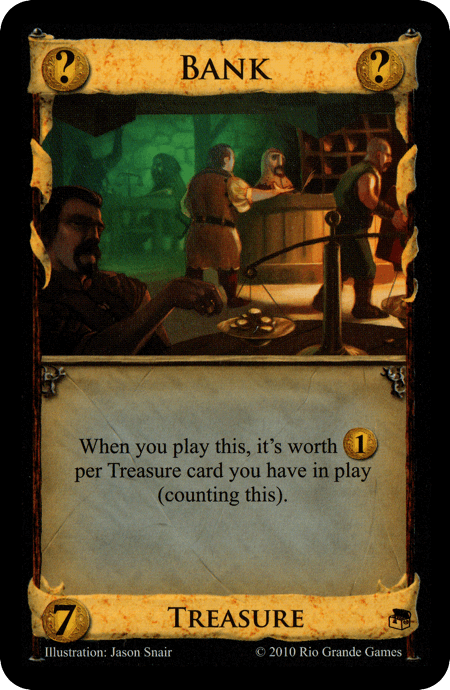 ? BANK ?
When you play this, it's worth 1
per Treasure card you have in play
(counting this).
7 TREASURE
Illustration: Jason Snair © 2010 Rio Grande Games